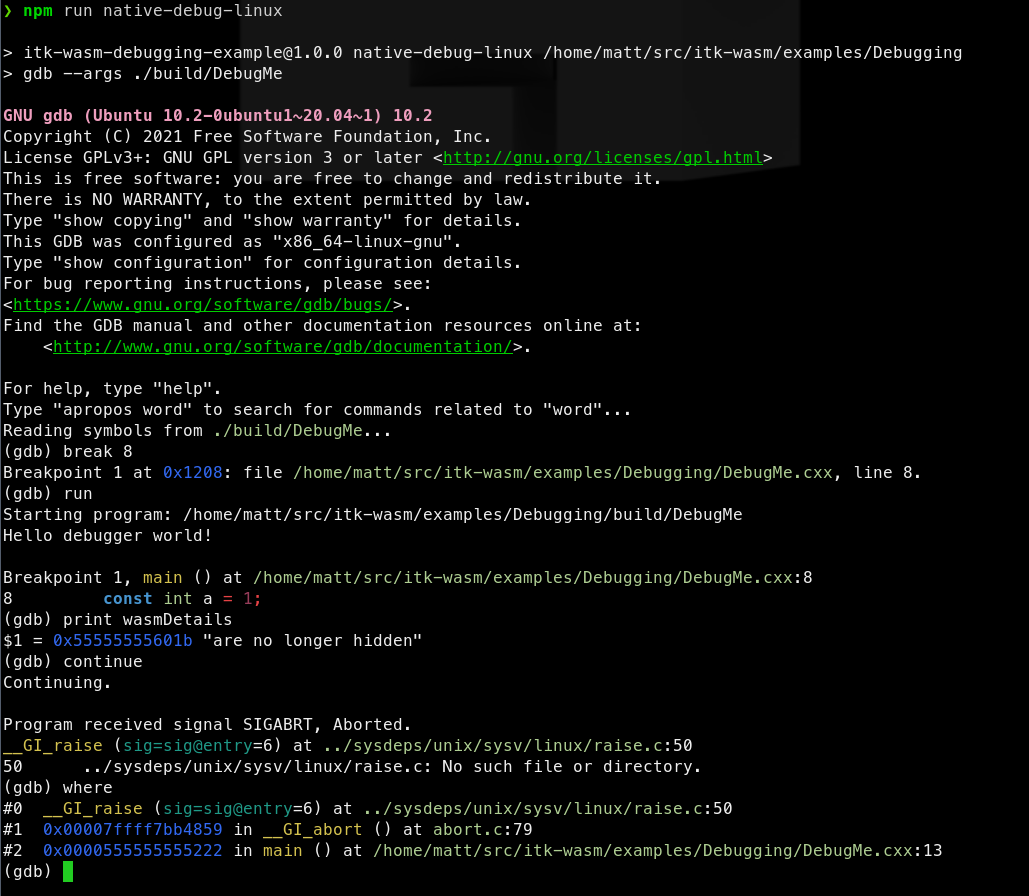 ❯ npm run native-debug-linux
> itk-wasm-debugging-example@1.0.0 native-debug-linux /home/matt/src/itk-wasm/examples/Debugging
> gdb --args ./build/DebugMe
GNU gdb (Ubuntu 10.2-0ubuntu1~20.04~1) 10.2
Copyright (C) 2021 Free Software Foundation, Inc.
License GPLv3+: GNU GPL version 3 or later <http://gnu.org/licenses/gpl.html>
This is free software: you are free to change and redistribute it.
There is NO WARRANTY, to the extent permitted by law.
Type "show copying" and "show warranty" for details.
This GDB was configured as "x86_64-linux-gnu".
Type "show configuration" for configuration details.
For bug reporting instructions, please see:
<https://www.gnu.org/software/gdb/bugs/>.
Find the GDB manual and other documentation resources online at:
    <http://www.gnu.org/software/gdb/documentation/>.
For help, type "help".
Type "apropos word" to search for commands related to "word"...
Reading symbols from ./build/DebugMe...
(gdb) break 8
Breakpoint 1 at 0x1208: file /home/matt/src/itk-wasm/examples/Debugging/DebugMe.cxx, line 8.
(gdb) run
Starting program: /home/matt/src/itk-wasm/examples/Debugging/build/DebugMe
Hello debugger world!
Breakpoint 1, main () at /home/matt/src/itk-wasm/examples/Debugging/DebugMe.cxx:8
8         const int a = 1;
(gdb) print wasmDetails
$1 = 0x55555555601b "are no longer hidden"
(gdb) continue
Continuing.
Program received signal SIGABRT, Aborted.
__GI_raise (sig=sig@entry=6) at ../sysdeps/unix/sysv/linux/raise.c:50
50      ../sysdeps/unix/sysv/linux/raise.c: No such file or directory.
(gdb) where
#0  __GI_raise (sig=sig@entry=6) at ../sysdeps/unix/sysv/linux/raise.c:50
#1  0x00007ffff7bb4859 in __GI_abort () at abort.c:79
#2  0x0000555555555222 in main () at /home/matt/src/itk-wasm/examples/Debugging/DebugMe.cxx:13
(gdb)